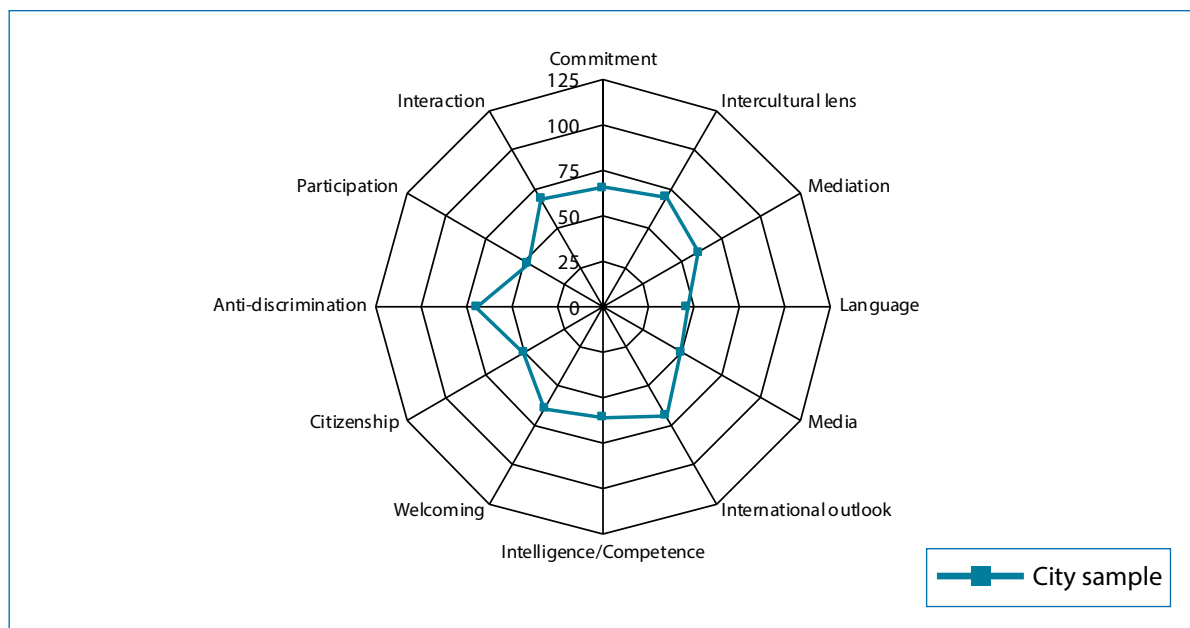 Commitment
125
Interaction
Intercultural lens
100
75
Participation
Mediation
50
25
Anti-discrimination
0
Language
Citizenship
Media
Welcoming
International outlook
Intelligence/Competence
City sample